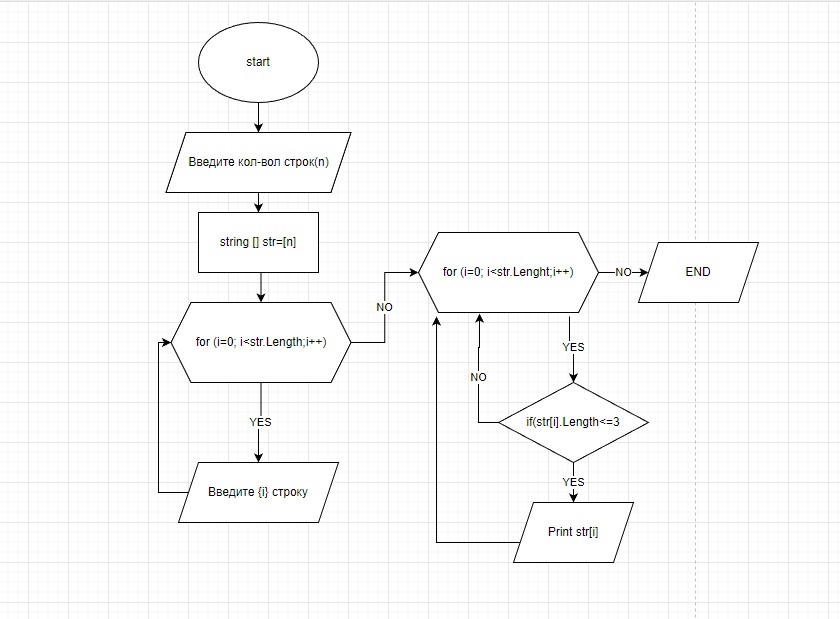 start
Введите кол-вол строк(n)
string [] str=[n]
for (i=0; i<str.Length;i++)
YES
Введите {i} строку
NO
for (i=0; i<str.Lenght;i++)
NO
END
YES
if(str[i].Length<=3
NO
YES
Print str[i]